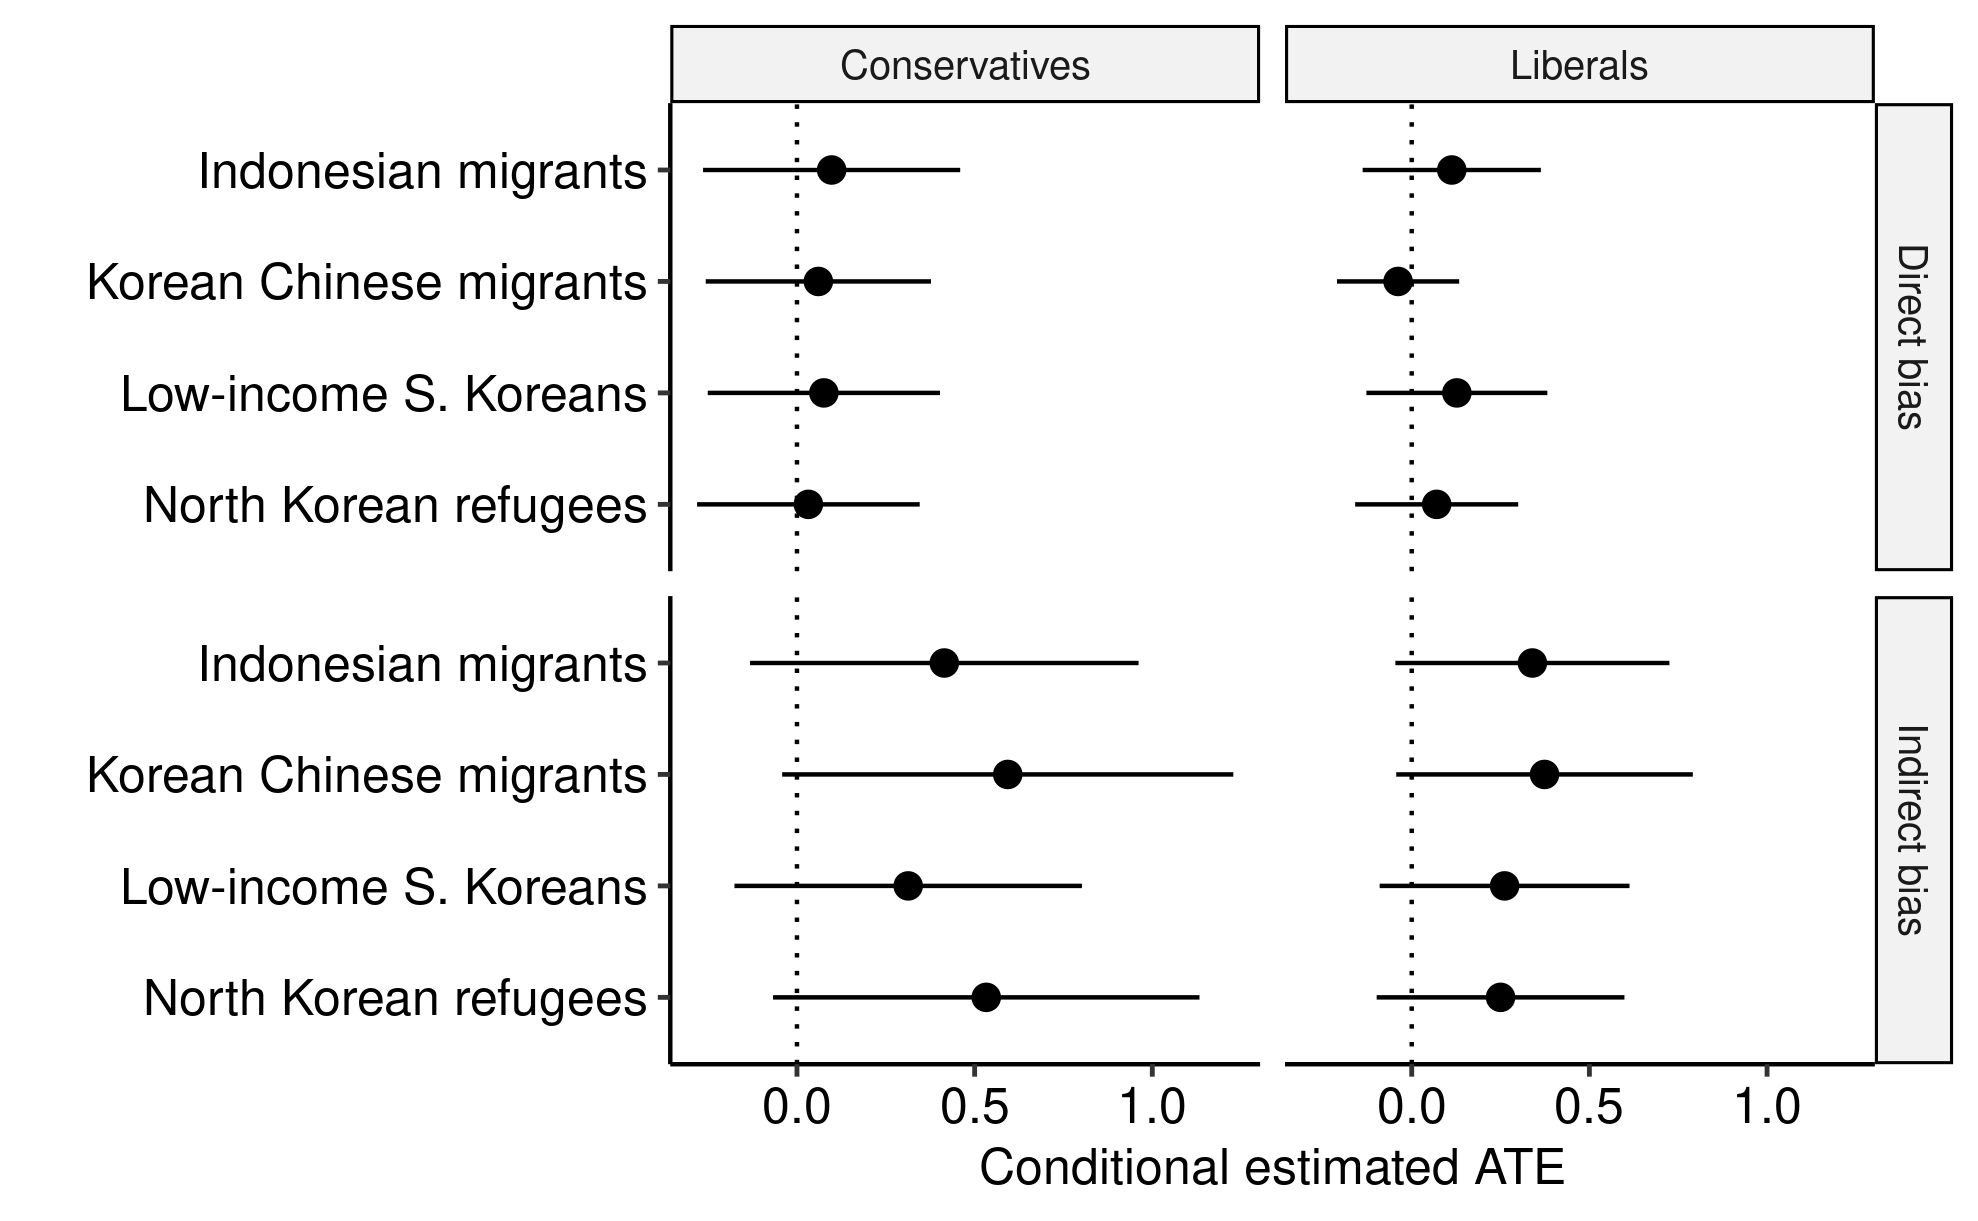 Conservatives
Liberals
Indonesian migrants
Korean Chinese migrants
Low-income S. Koreans
North Korean refugees
Direct bias
Indonesian migrants
Korean Chinese migrants
Low-income S. Koreans
North Korean refugees
Indirect bias
0.0 0.5 1.0
0.0 0.5 1.0
Conditional estimated ATE